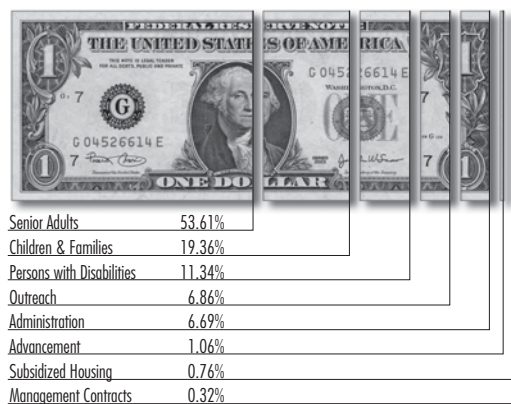 FEDERAL RESERVE NOTE
THE UNITED STATES OF AMERICA
THIS NOTE IS LEGAL TENDER
FOR ALL DEBTS, PUBLIC AND PRIVATE
G 04526614 E
WASHINGTON, D.C.
7 7
G
G 04526614 E
7 7
ONE DOLLAR
Senior Adults 53.61%
Children & Families 19.36%
Persons with Disabilities 11.34%
Outreach 6.86%
Administration 6.69%
Advancement 1.06%
Subsidized Housing 0.76%
Management Contracts 0.32%